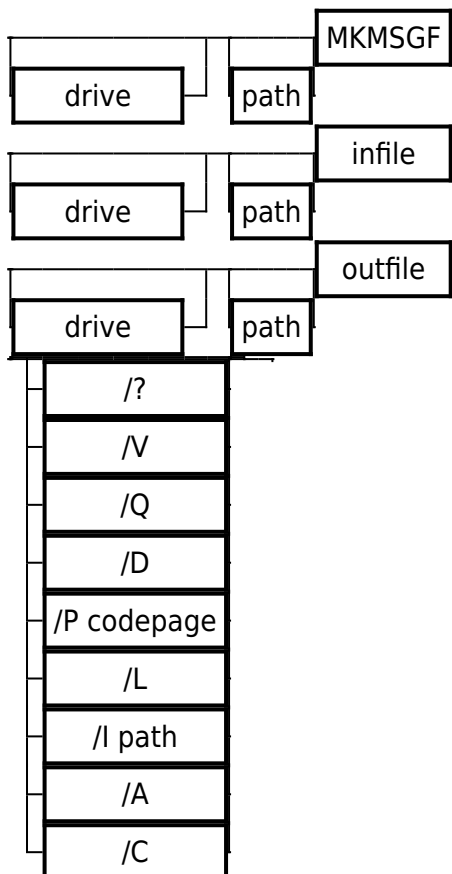 MKMSGF
drive path
infile
drive path
outfile
drive path
/?
/V
/Q
/D
/P codepage
/L
/I path
/A
/C